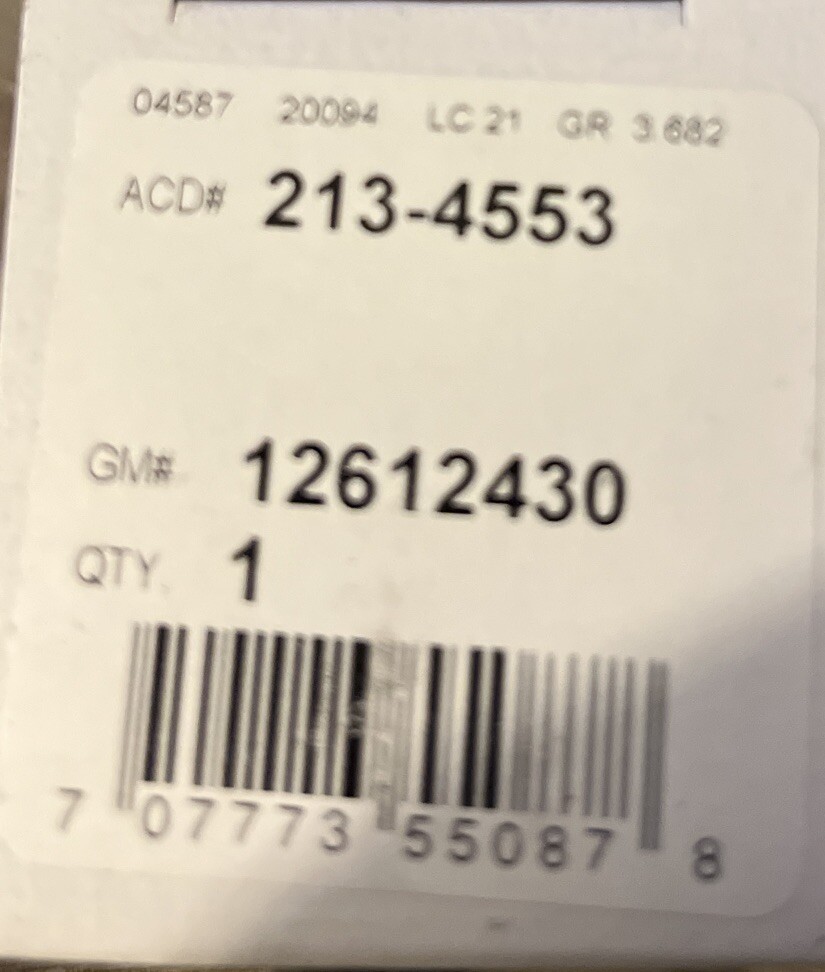 04587 20094 LC 21 GR 3.682
ACD# 213-4553
GM# 12612430
QTY. 1
7 07773 55087 8